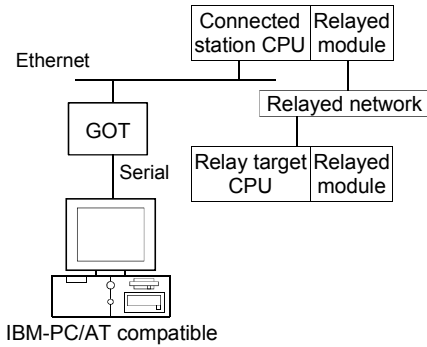 Connected
station CPU
Relayed
module
Ethernet
Relayed network
GOT
Relay target
CPU
Relayed
module
Serial
IBM-PC/AT compatible